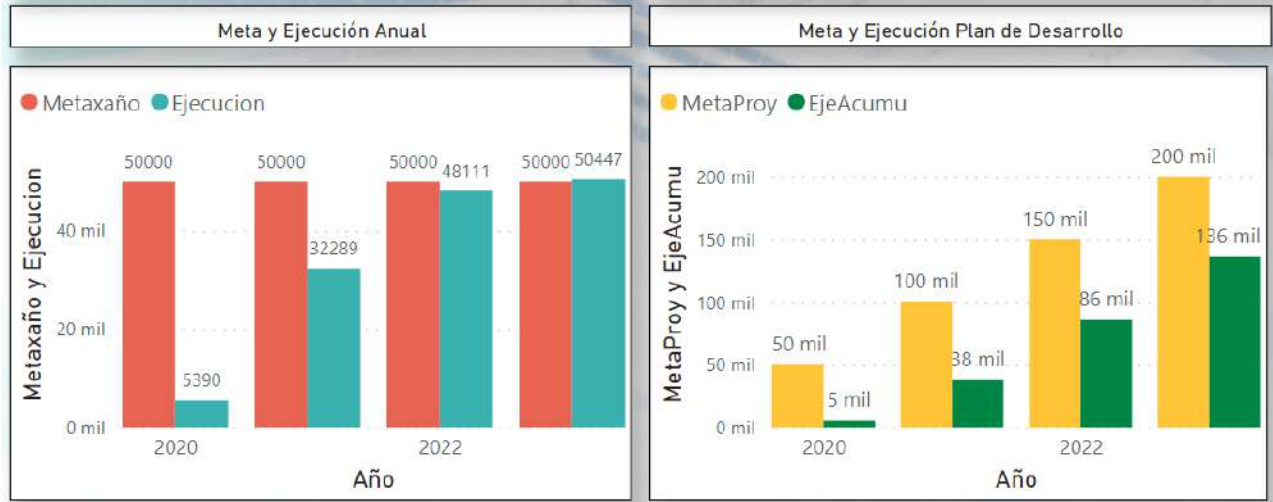 Meta y Ejecución Anual
Metaxaño Ejecucion
Metaxaño y Ejecucion
40 mil
20 mil
0 mil
50000
5390
50000
32289
50000
48111
50000
50447
2020
2022
Año
Meta y Ejecución Plan de Desarrollo
MetaProy EjeAcumu
MetaProy y EjeAcumu
200 mil
150 mil
100 mil
50 mil
0 mil
50 mil
5 mil
100 mil
38 mil
150 mil
86 mil
200 mil
136 mil
2020
2022
Año